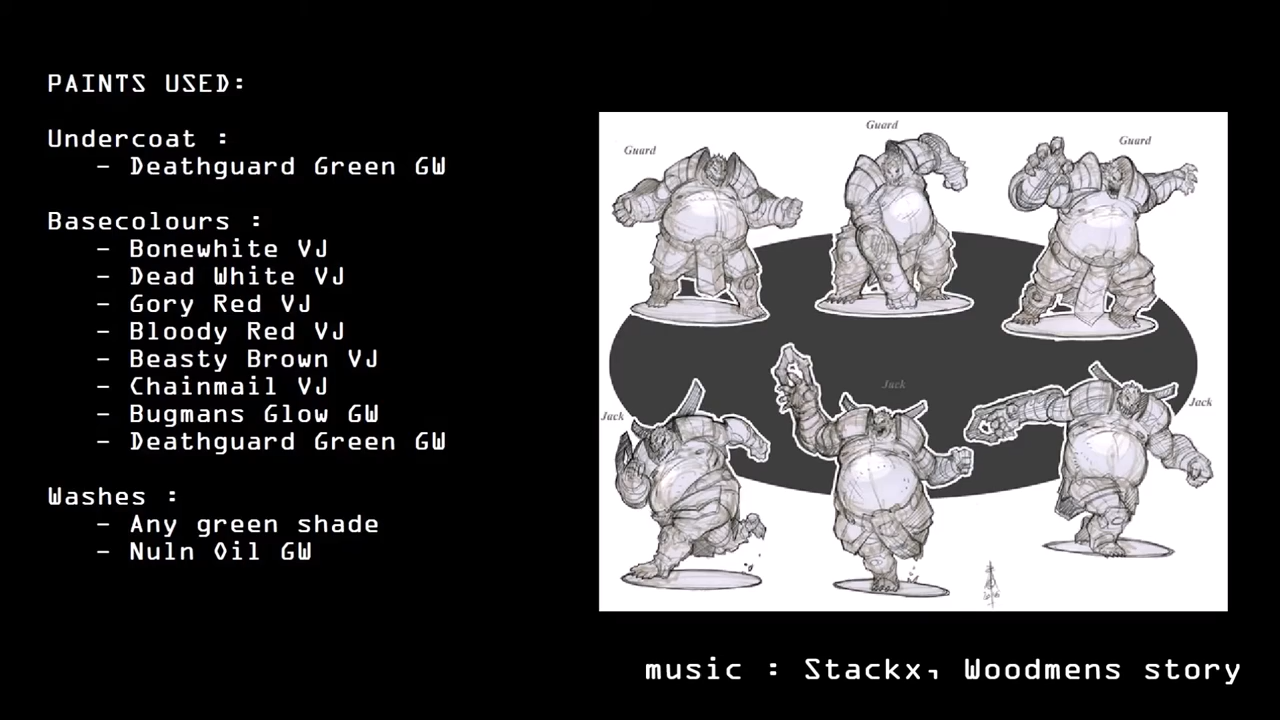 PAINTS USED:
Undercoat :
- Deathguard Green GW
Basecolours :
- Bonewhite VJ
- Dead White VJ
- Gory Red VJ
- Bloody Red VJ
- Beasty Brown VJ
- Chainmail VJ
- Bugmans Glow GW
- Deathguard Green GW
Washes :
- Any green shade
- Nuln Oil GW
Guard
Guard
Guard
Jack
Jack
Jack
music : Stackx, Woodmens story